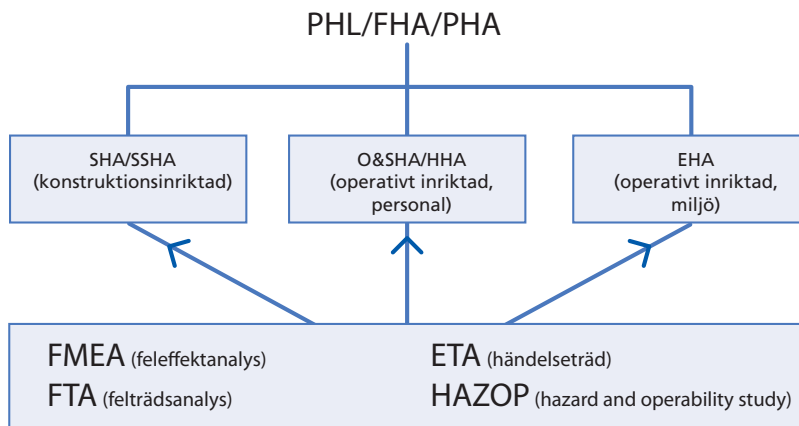 PHL/FHA/PHA
SHA/SSHA
(konstruktionsinriktad)
O&SHA/HHA
(operativt inriktad,
personal)
EHA
(operativt inriktad,
miljö)
FMEA (feleffektanalys)
FTA (felträdsanalys)
ETA (händelseträd)
HAZOP (hazard and operability study)